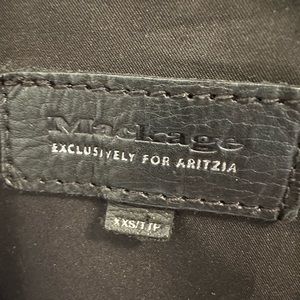 Mackage
EXCLUSIVELY FOR ARITZIA
XXS/TTP